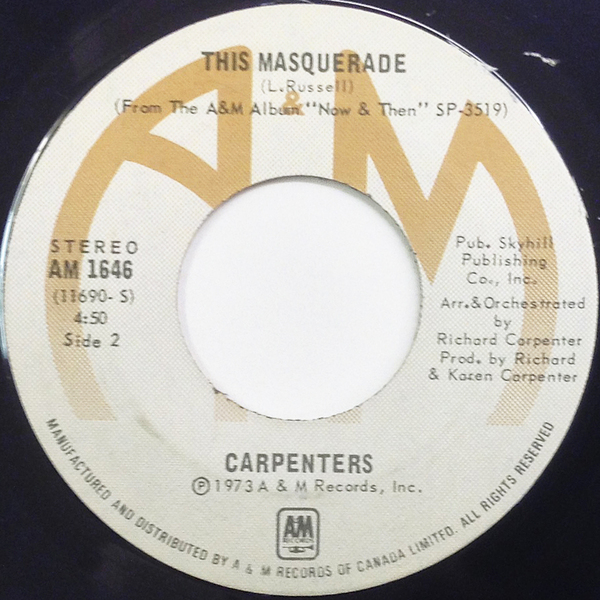 THIS MASQUERADE
(L.Russell)
(From The A&M Album "Now & Then" SP-3519)
A&M
STEREO
AM 1646
(11690-S)
4:50
Side 2
Pub. Skyhill
Publishing
Co., Inc.
Arr.&Orchestrated
by
Richard Carpenter
Prod. by Richard
& Karen Carpenter
CARPENTERS
℗1973 A & M Records, Inc.
A&M
RECORDS
MANUFACTURED AND DISTRIBUTED BY A & M RECORDS OF CANADA LIMITED. ALL RIGHTS RESERVED